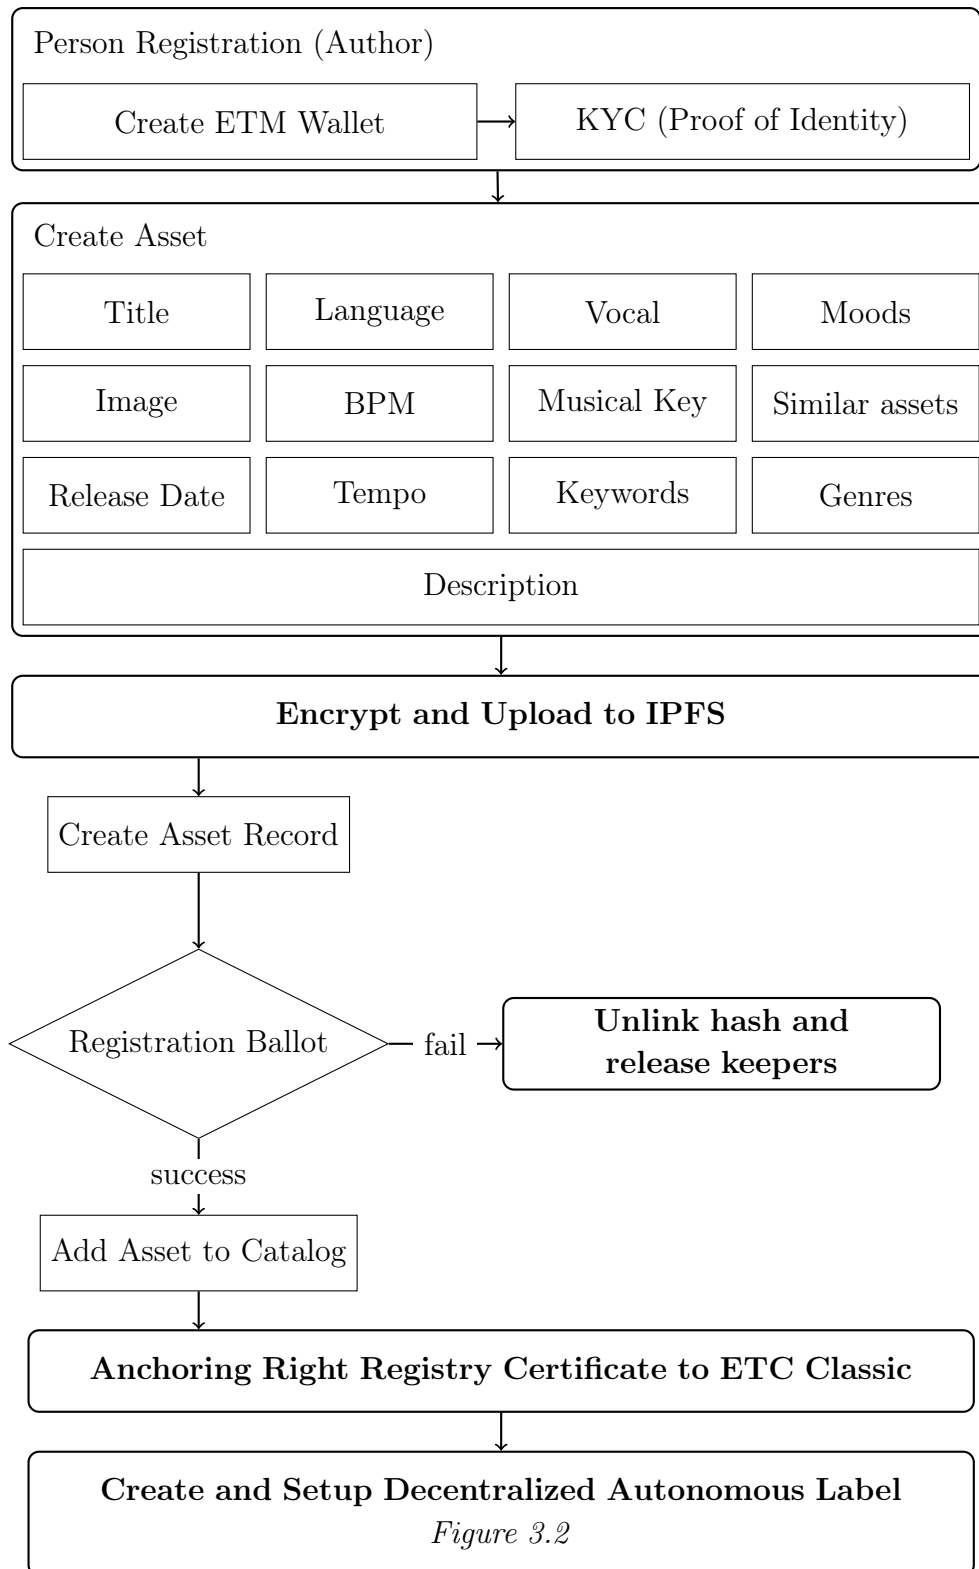 Person Registration (Author)
Create ETM Wallet
KYC (Proof of Identity)
Create Asset
Title
Language
Vocal
Moods
Image
BPM
Musical Key
Similar assets
Release Date
Tempo
Keywords
Genres
Description
Encrypt and Upload to IPFS
Create Asset Record
Registration Ballot
fail
Unlink hash and
release keepers
success
Add Asset to Catalog
Anchoring Right Registry Certificate to ETC Classic
Create and Setup Decentralized Autonomous Label
Figure 3.2